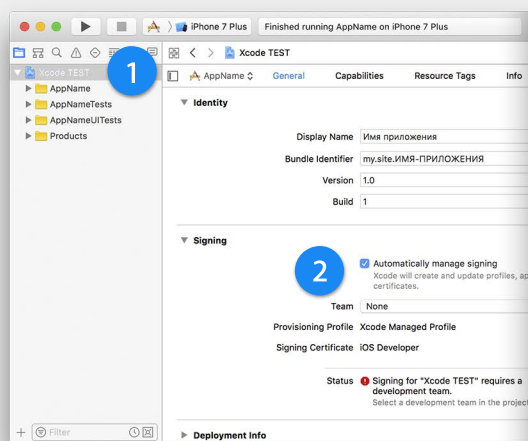 iPhone 7 Plus
Finished running AppName on iPhone 7 Plus
Xcode TEST
Xcode TEST
1
AppName
General
Capabilities
Resource Tags
Info
AppName
AppNameTests
AppNameUITests
Products
Identity
Display Name Имя приложения
Bundle Identifier my.site.ИМЯ-ПРИЛОЖЕНИЯ
Version 1.0
Build 1
Signing
2
Automatically manage signing
Xcode will create and update profiles,
certificates.
Team None
Provisioning Profile Xcode Managed Profile
Signing Certificate iOS Developer
Status Signing for "Xcode TEST" requires a
development team.
Select a development team in the project
Filter
Deployment Info